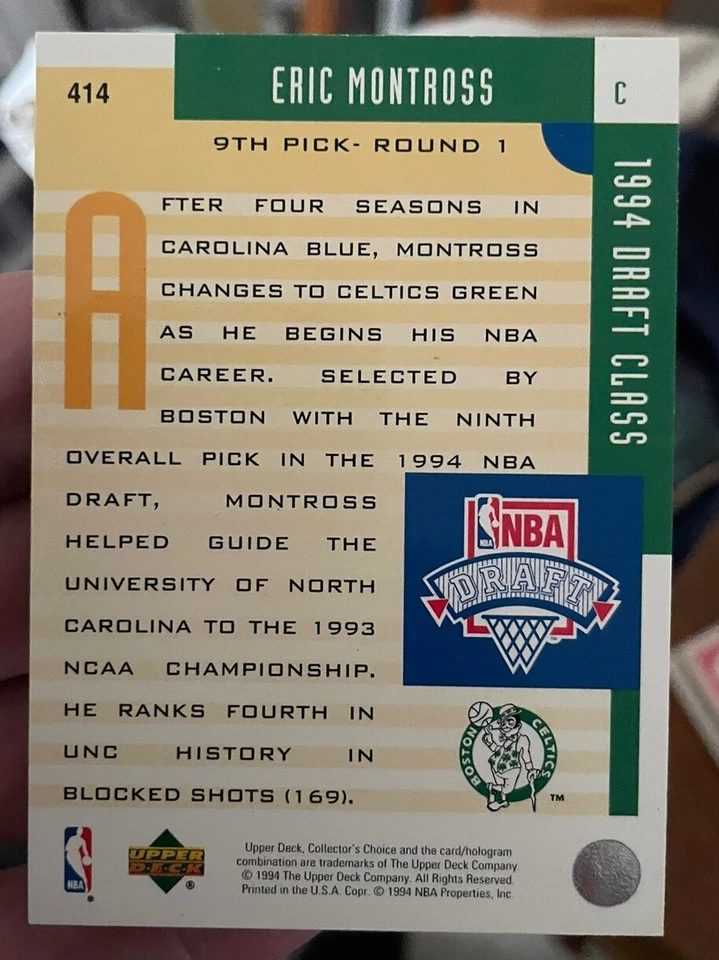 414
ERIC MONTROSS
C
9TH PICK- ROUND 1
1994 DRAFT CLASS
AFTER FOUR SEASONS IN
CAROLINA BLUE, MONTROSS
CHANGES TO CELTICS GREEN
AS HE BEGINS HIS NBA
CAREER. SELECTED BY
BOSTON WITH THE NINTH
OVERALL PICK IN THE 1994 NBA
DRAFT, MONTROSS
HELPED GUIDE THE
UNIVERSITY OF NORTH
CAROLINA TO THE 1993
NCAA CHAMPIONSHIP.
HE RANKS FOURTH IN
UNC HISTORY IN
BLOCKED SHOTS (169).
NBA
NBA
DRAFT
TM
BOSTON CELTICS
TM
NBA
®
UPPER
DECK
®
Upper Deck, Collector's Choice and the card/hologram
combination are trademarks of The Upper Deck Company.
© 1994 The Upper Deck Company. All Rights Reserved.
Printed in the U.S.A. Copr. © 1994 NBA Properties, Inc.